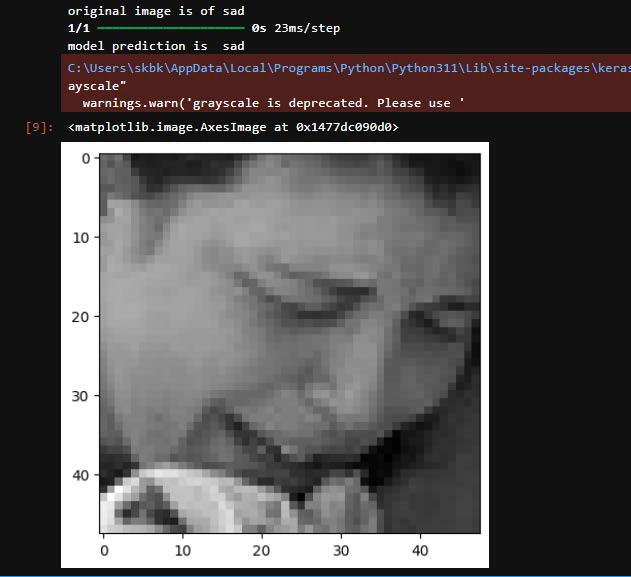 original image is of sad
1/1 ━━━━━━━━━━━━━━━━━━━━ 0s 23ms/step
model prediction is  sad
C:\Users\skbk\AppData\Local\Programs\Python\Python311\Lib\site-packages\keras
ayscale"
  warnings.warn('grayscale is deprecated. Please use '
[9]: <matplotlib.image.AxesImage at 0x1477dc090d0>
0
10
20
30
40
0 10 20 30 40